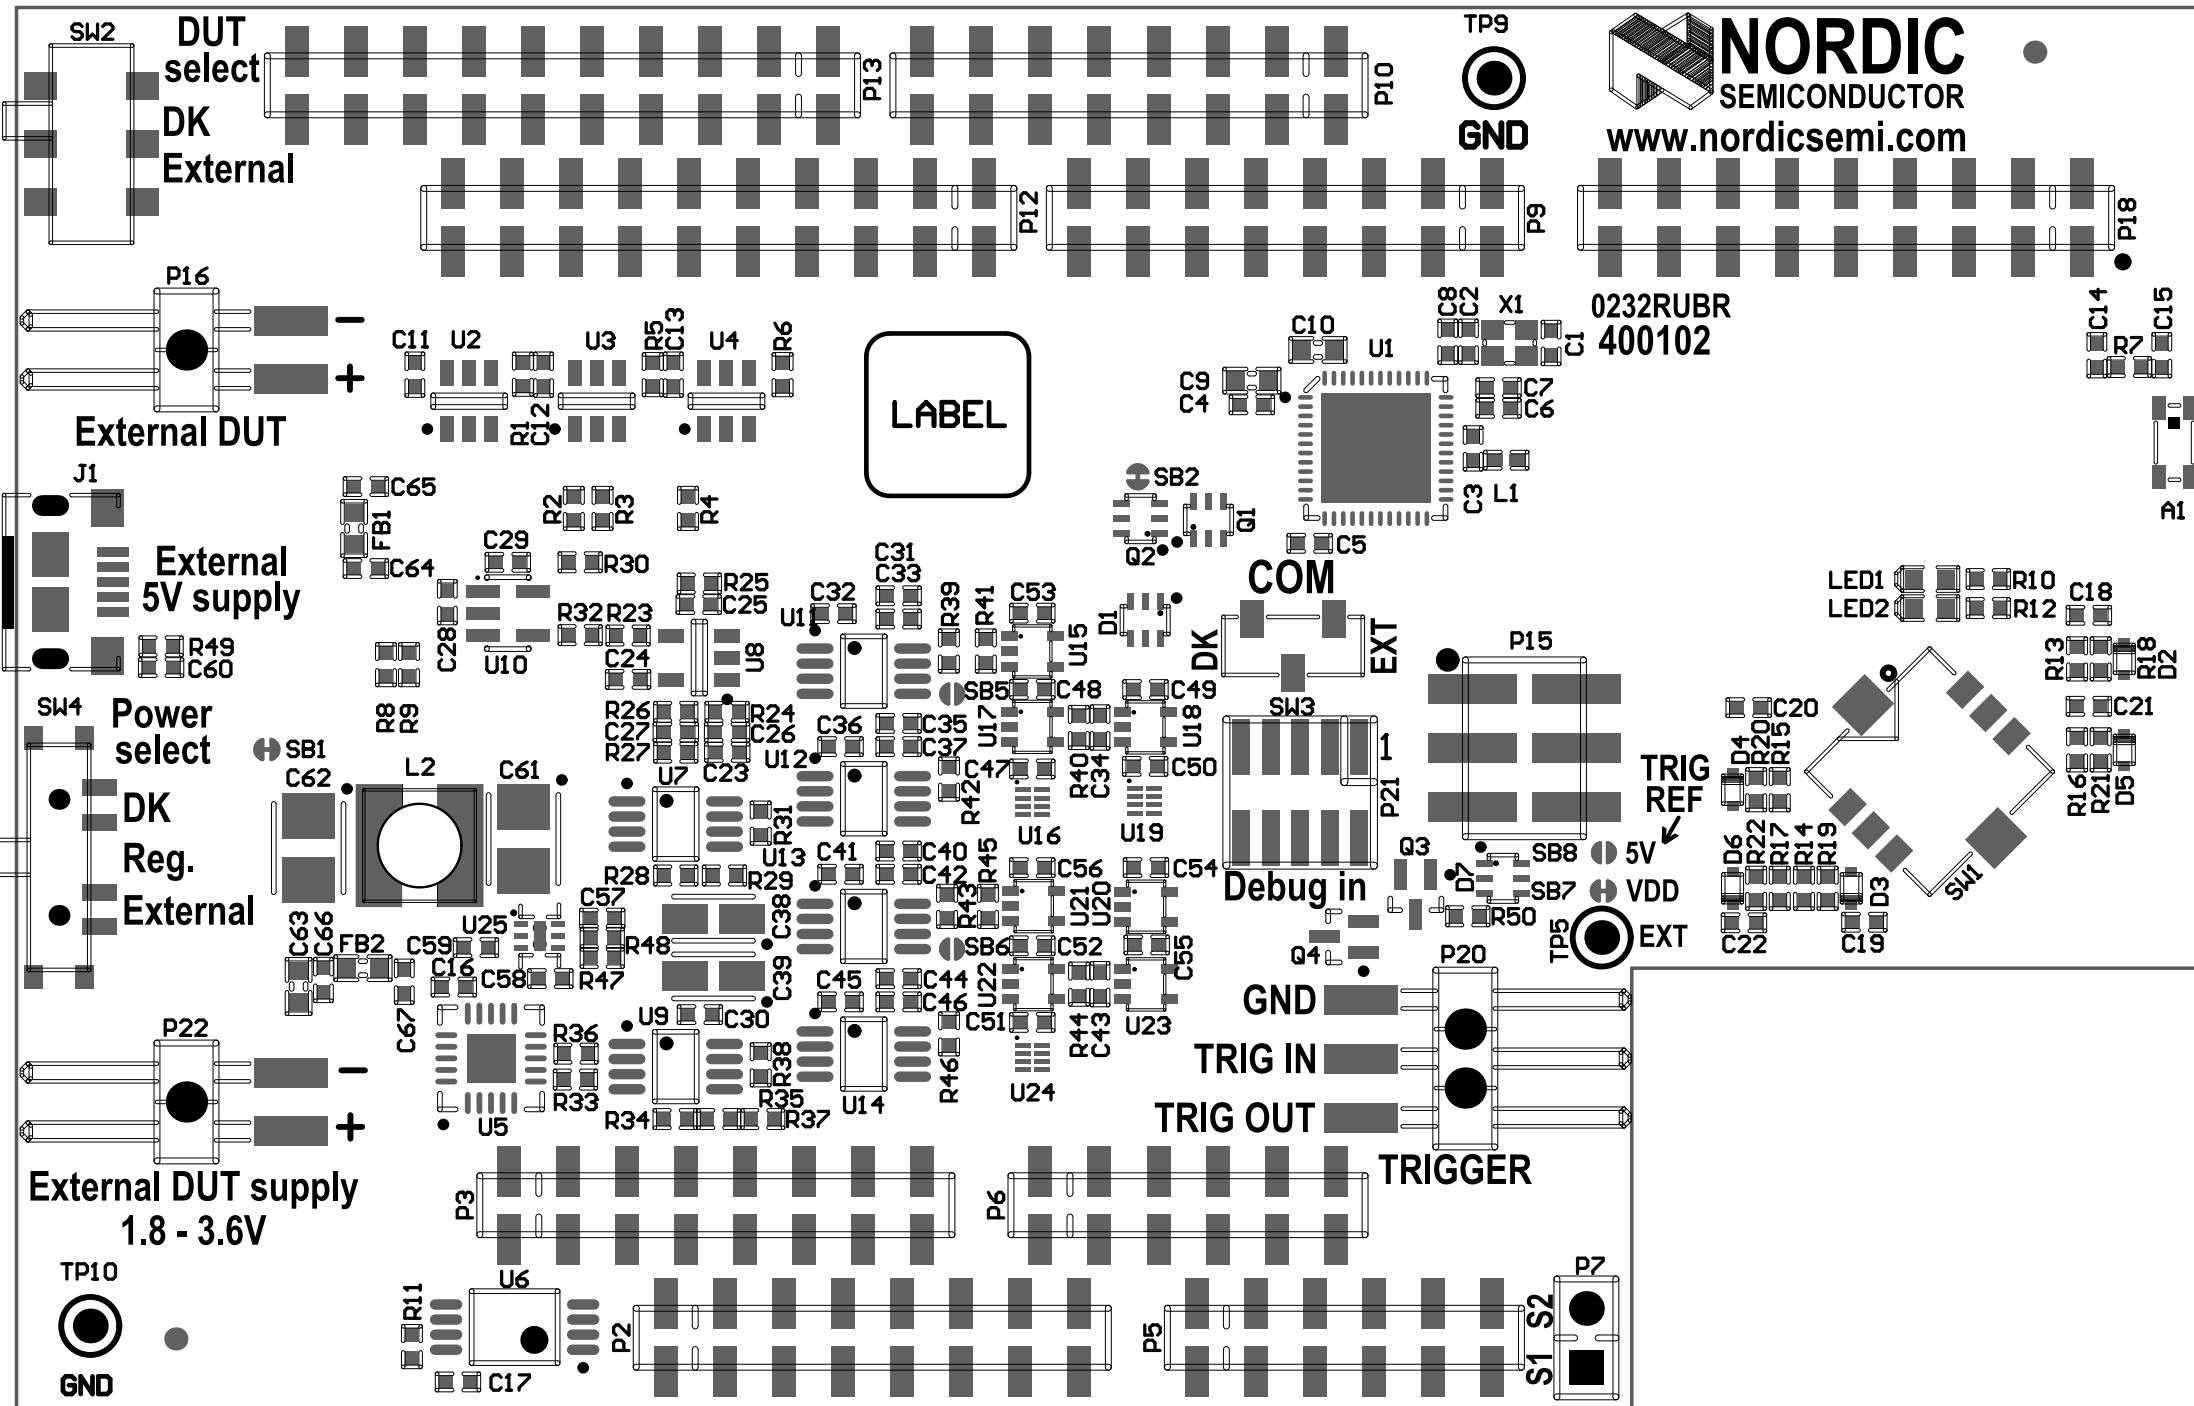 SW2
DUT
select
DK
External
P13
P10
TP9
GND
NORDIC
SEMICONDUCTOR
www.nordicsemi.com
P12
P9
P18
P16
−
+
External DUT
C11
U2
R1
C12
U3
R5
C13
U4
R6
LABEL
C10
U1
C8
C2
X1
C1
0232RUBR
400102
C14
C15
R7
C9
C4
C7
C6
C3
L1
C5
A1
J1
C65
FB1
C64
External
5V supply
R49
C60
R2
R3
R4
C29
R30
C28
U10
R32
R23
R25
C25
C24
U8
R8
R9
SB2
Q2
Q1
C31
C33
C32
U11
R39
R41
C53
U15
D1
COM
DK
EXT
SW3
SB5
C48
C49
P15
LED1
R10
LED2
R12
C18
R13
R18
D2
SW4
Power
select
DK
Reg.
External
SB1
C62
L2
C61
R26
C27
R27
R24
C26
C23
U7
C36
C35
C37
U12
C47
R42
U17
R40
C34
U18
C50
U16
U19
1
P21
Debug in
TRIG
REF
5V
VDD
EXT
SB8
SB7
TP5
C20
D4
R20
R15
C21
R16
R21
D5
SW1
D6
R22
R17
R14
R19
D3
C22
C19
R31
U13
R28
R29
C41
C40
C42
R43
R45
C56
C54
U21
U20
Q3
D7
R50
Q4
C63
C66
FB2
C59
U25
C57
R48
R47
C38
C39
C16
C58
C67
SB6
C52
C55
C45
C44
C46
U22
U23
C51
R44
C43
R46
U24
P20
GND
TRIG IN
TRIG OUT
TRIGGER
P22
−
+
External DUT supply
1.8 - 3.6V
U5
R36
R33
U9
C30
R38
R35
R34
R37
U14
P3
P6
TP10
GND
R11
U6
C17
P2
P5
P7
S2
S1